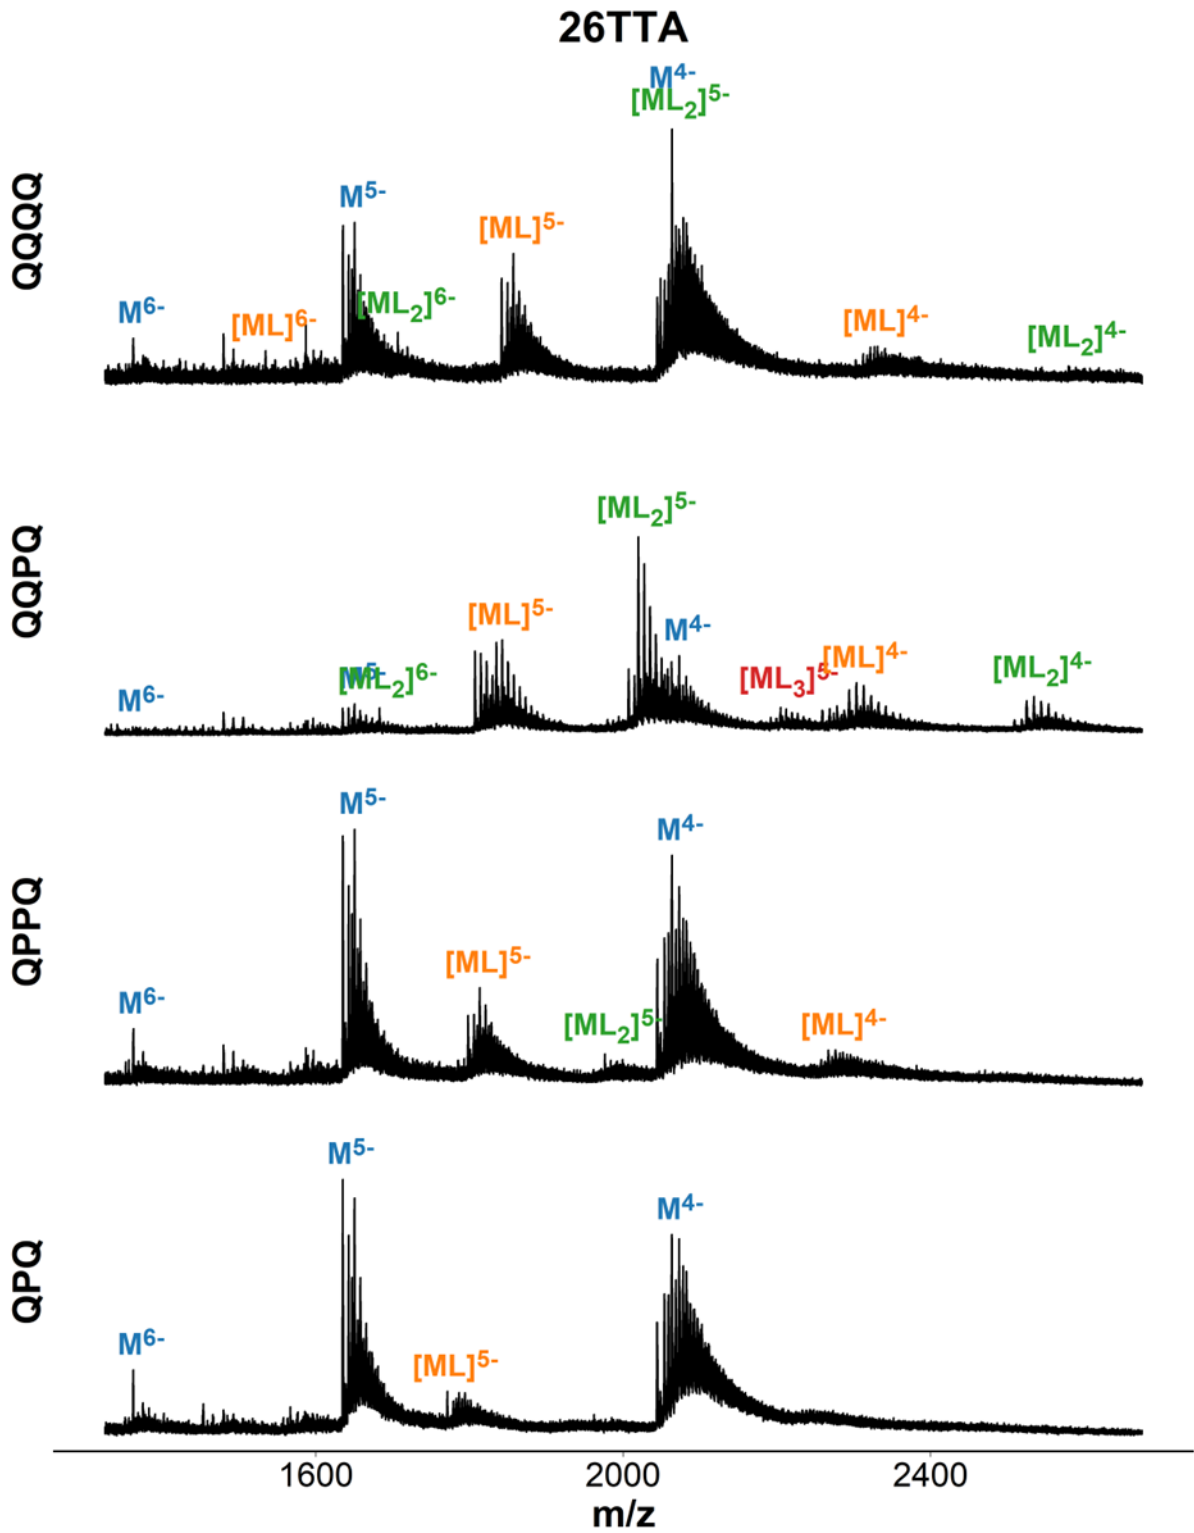 26TTA
QQQQ
M4-
[ML2]5-
M5-
[ML]5-
M6-
[ML]6-
[ML2]6-
[ML]4-
[ML2]4-
QQPQ
[ML2]5-
[ML]5-
M4-
M6-
M5-
[ML2]6-
[ML3]5-
[ML]4-
[ML2]4-
QPPQ
M5-
M4-
[ML]5-
M6-
[ML2]5-
[ML]4-
QPQ
M5-
M4-
M6-
[ML]5-
1600 2000 2400
m/z